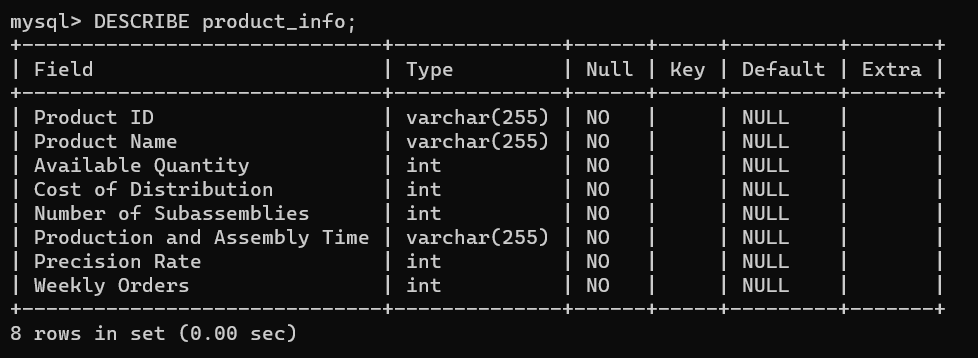 mysql> DESCRIBE product_info;
+------------------------------+--------------+------+-----+---------+-------+
| Field                        | Type         | Null | Key | Default | Extra |
+------------------------------+--------------+------+-----+---------+-------+
| Product ID                   | varchar(255) | NO   |     | NULL    |       |
| Product Name                 | varchar(255) | NO   |     | NULL    |       |
| Available Quantity           | int          | NO   |     | NULL    |       |
| Cost of Distribution         | int          | NO   |     | NULL    |       |
| Number of Subassemblies      | int          | NO   |     | NULL    |       |
| Production and Assembly Time | varchar(255) | NO   |     | NULL    |       |
| Precision Rate               | int          | NO   |     | NULL    |       |
| Weekly Orders                | int          | NO   |     | NULL    |       |
+------------------------------+--------------+------+-----+---------+-------+
8 rows in set (0.00 sec)